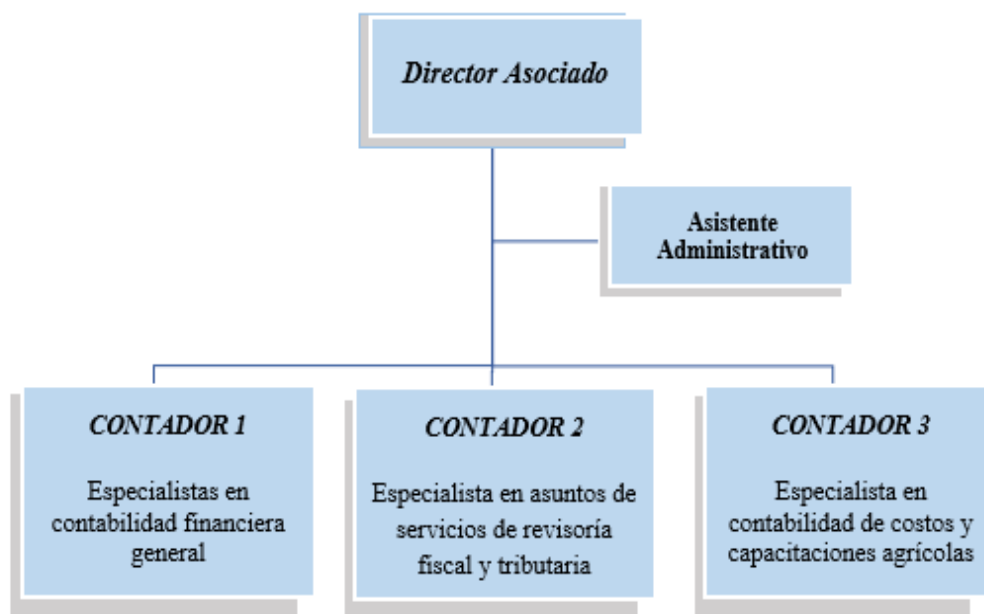 Director Asociado
Asistente
Administrativo
CONTADOR 1
Especialistas en
contabilidad financiera
general
CONTADOR 2
Especialista en asuntos de
servicios de revisoría
fiscal y tributaria
CONTADOR 3
Especialista en
contabilidad de costos y
capacitaciones agrícolas